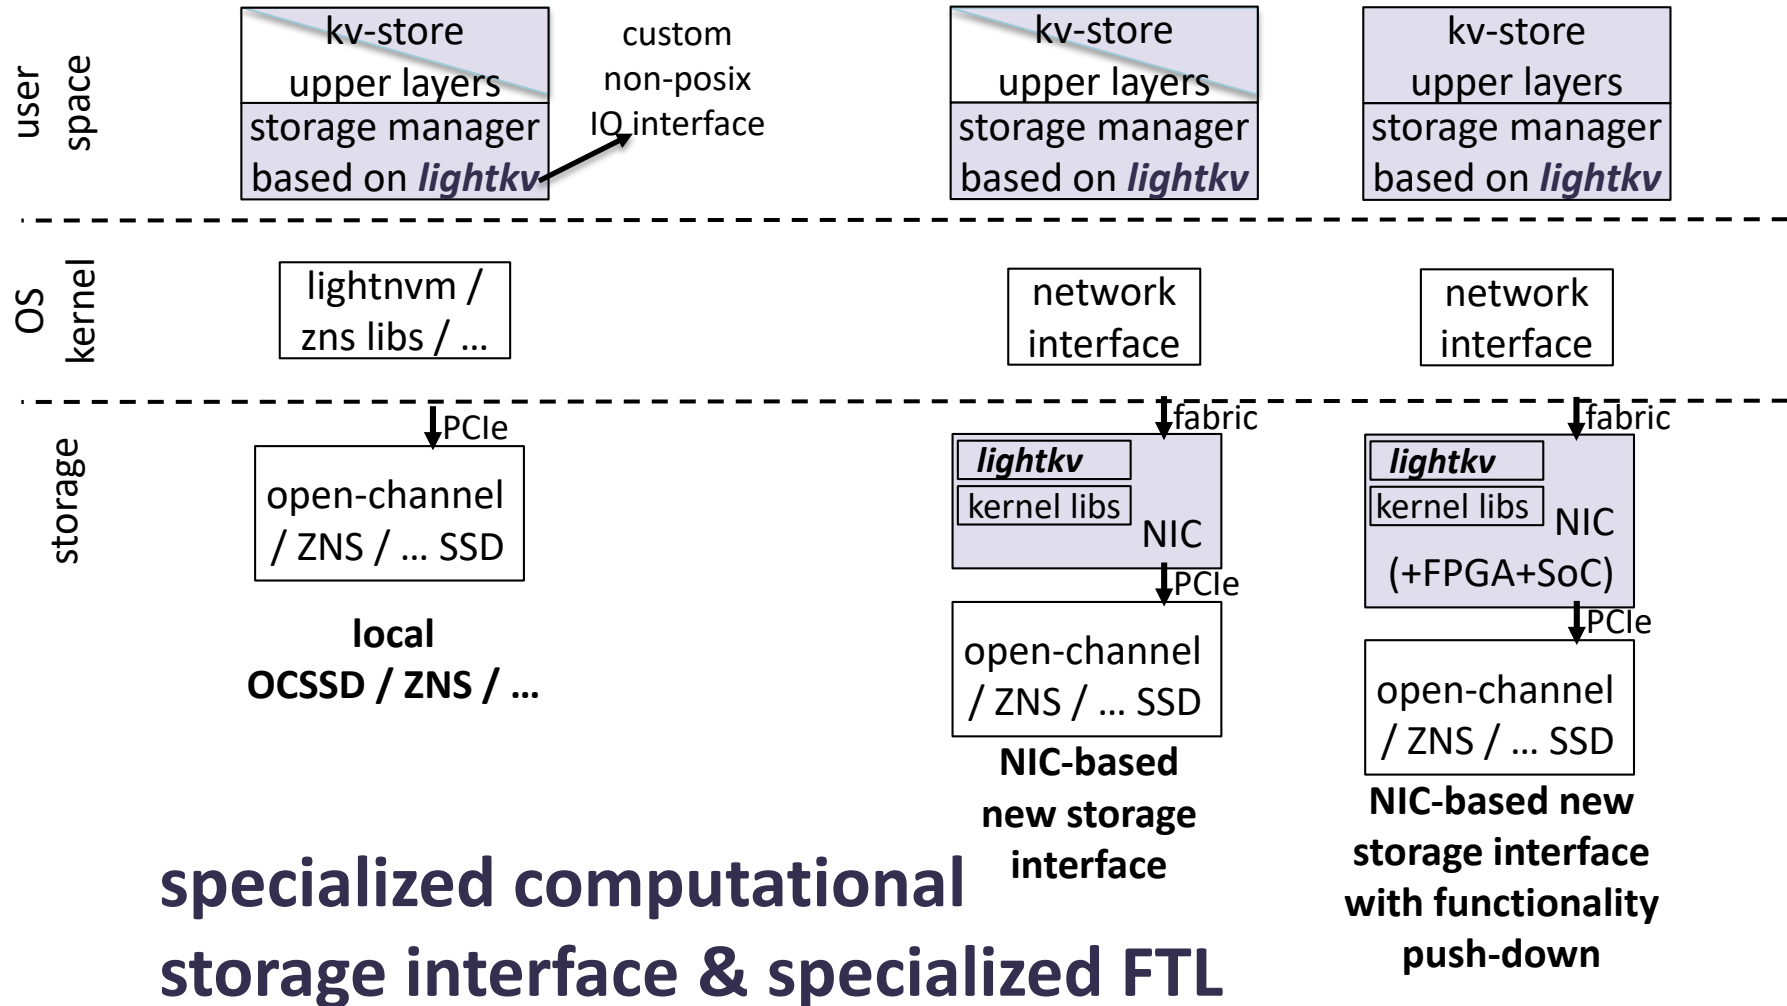 user
space
kv-store
upper layers
storage manager
based on lightkv
custom
non-posix
IO interface
kv-store
upper layers
storage manager
based on lightkv
kv-store
upper layers
storage manager
based on lightkv
OS
kernel
lightnvm /
zns libs / ...
network
interface
network
interface
storage
PCIe
open-channel
/ ZNS / ... SSD
local
OCSSD / ZNS / ...
fabric
lightkv
kernel libs
NIC
PCIe
open-channel
/ ZNS / ... SSD
NIC-based
new storage
interface
fabric
lightkv
kernel libs
NIC
(+FPGA+SoC)
PCIe
open-channel
/ ZNS / ... SSD
NIC-based new
storage interface
with functionality
push-down
specialized computational
storage interface & specialized FTL